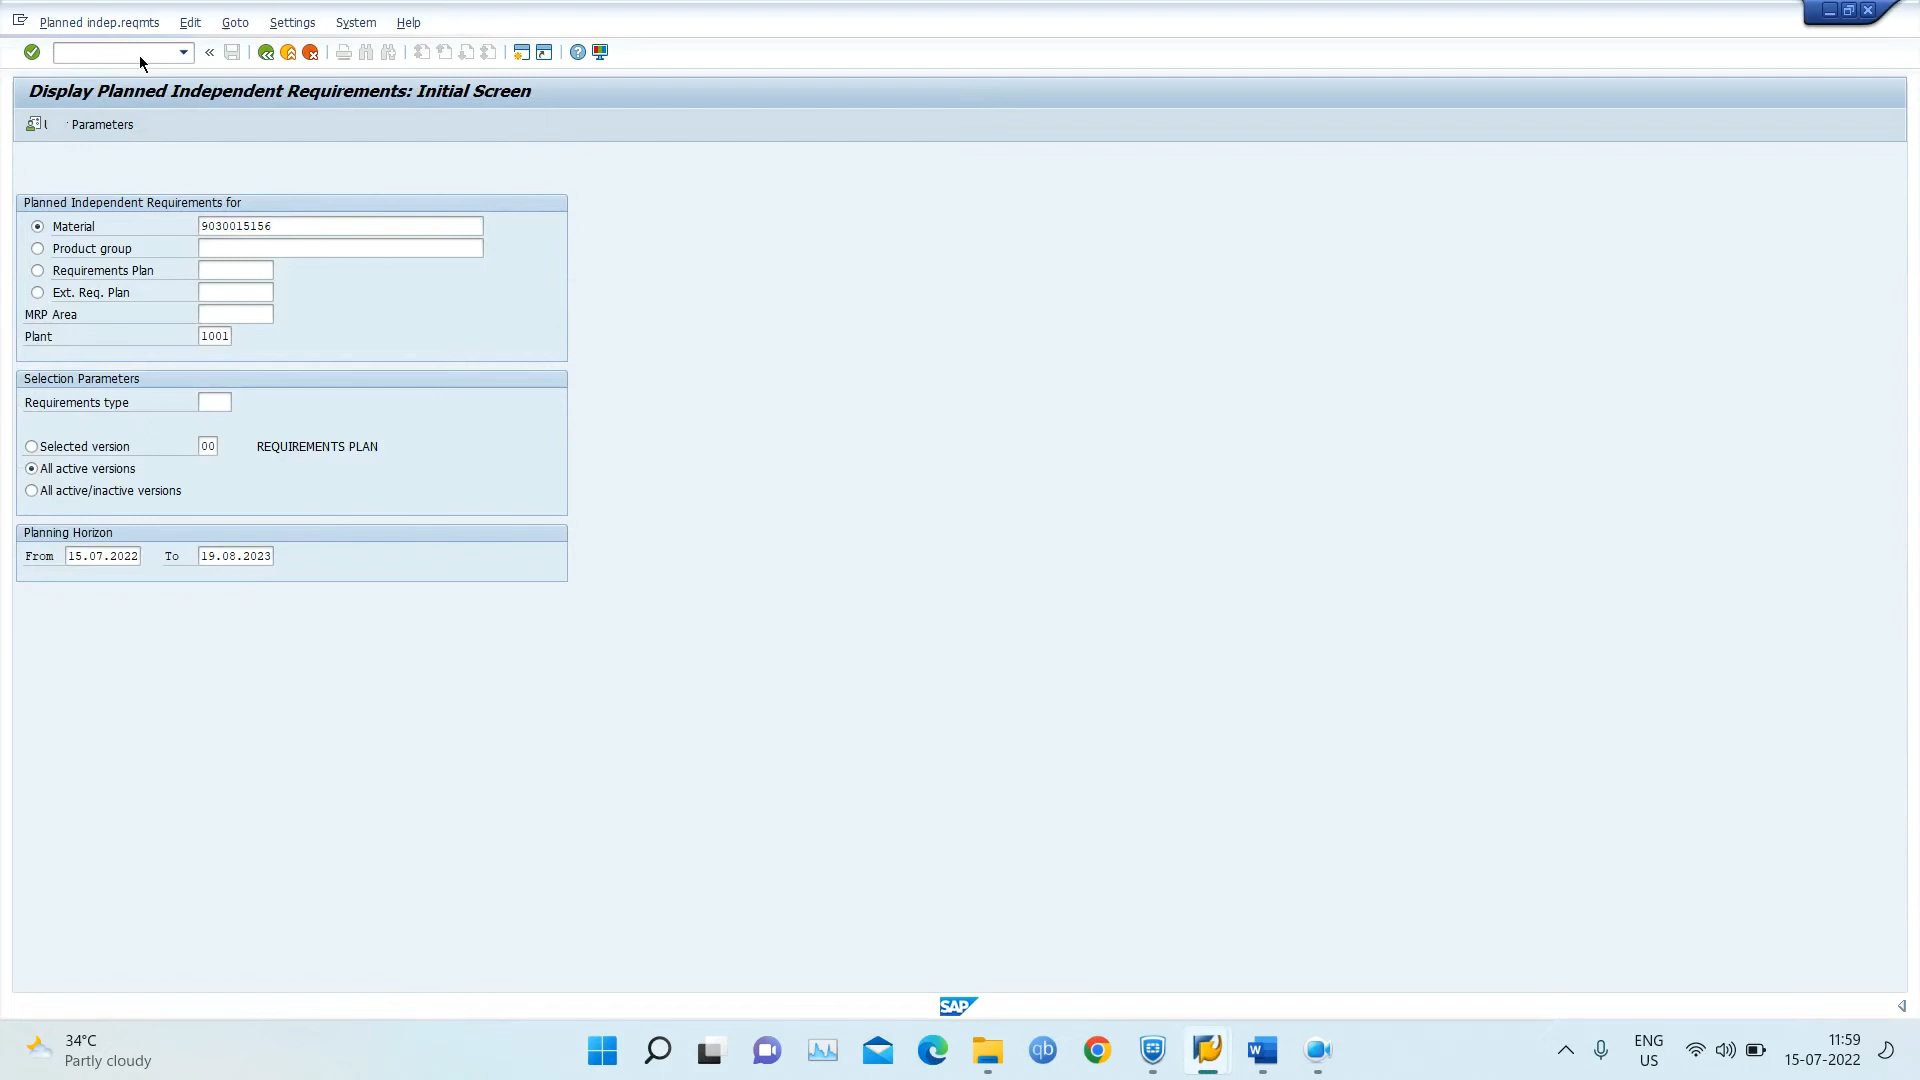 Planned indep.reqmts Edit Goto Settings System Help
Display Planned Independent Requirements: Initial Screen
Parameters
Planned Independent Requirements for
Material 9030015156
Product group
Requirements Plan
Ext. Req. Plan
MRP Area
Plant 1001
Selection Parameters
Requirements type
Selected version 00 REQUIREMENTS PLAN
All active versions
All active/inactive versions
Planning Horizon
From 15.07.2022 To 19.08.2023
SAP
34°C
Partly cloudy
qb
W
ENG
US
11:59
15-07-2022